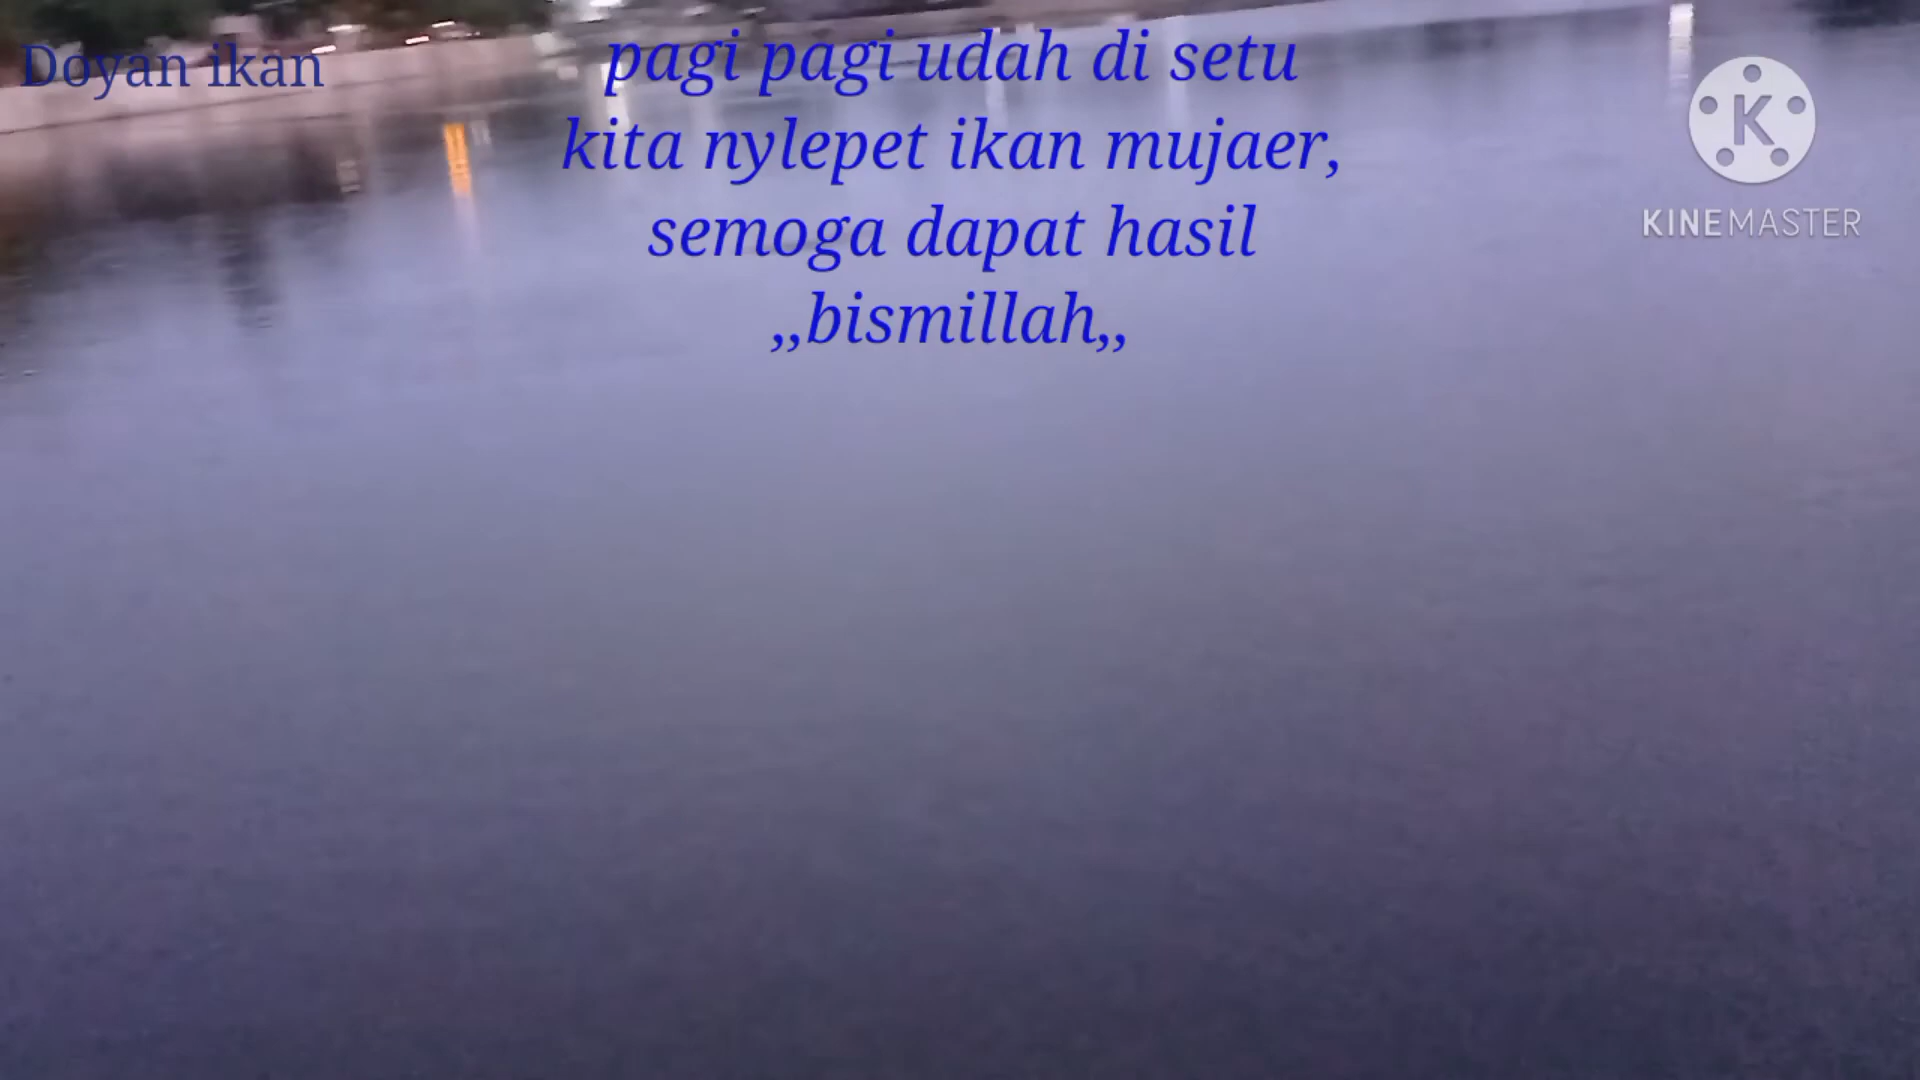 Doyan ikan
pagi pagi udah di setu
kita nylepet ikan mujaer,
semoga dapat hasil
,,bismillah,,
K
KINEMASTER